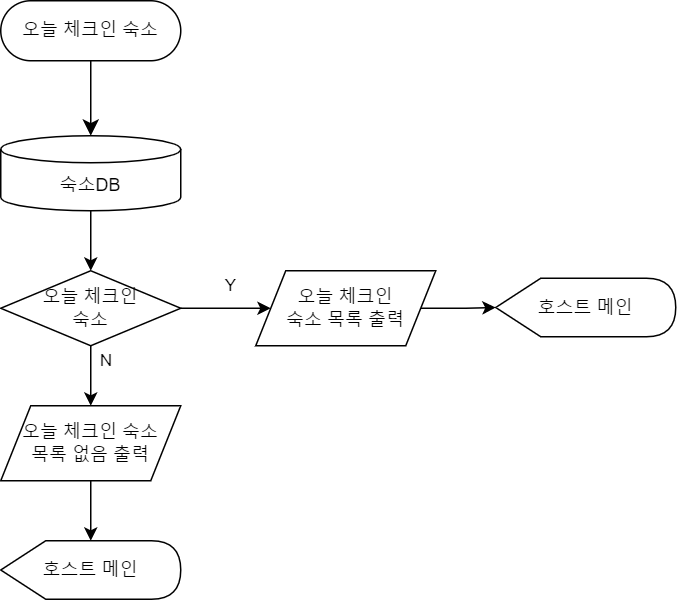 오늘 체크인 숙소
숙소DB
오늘 체크인
숙소
Y
오늘 체크인
숙소 목록 출력
호스트 메인
N
오늘 체크인 숙소
목록 없음 출력
호스트 메인